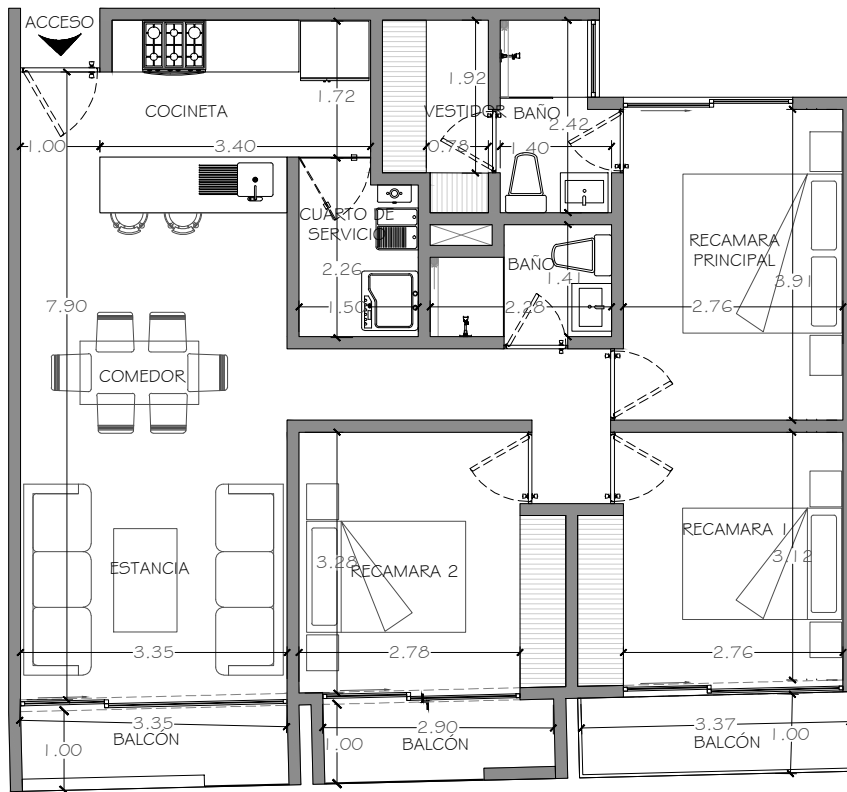 ACCESO
COCINETA
1.72
1.92
VESTIDOR
BAÑO
2.42
1.00
3.40
0.78
1.40
CUARTO DE
SERVICIO
2.26
1.50
BAÑO
1.41
2.28
RECAMARA
PRINCIPAL
3.91
2.76
7.90
COMEDOR
ESTANCIA
3.35
3.28
RECAMARA 2
2.78
RECAMARA 1
3.12
2.76
3.35
BALCÓN
1.00
2.90
BALCÓN
1.00
3.37
BALCÓN
1.00